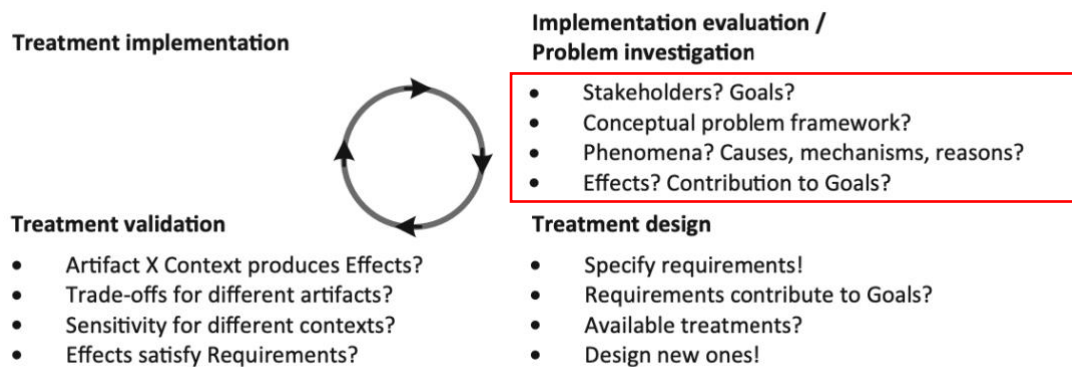 Treatment implementation
Implementation evaluation /
Problem investigation
• Stakeholders? Goals?
• Conceptual problem framework?
• Phenomena? Causes, mechanisms, reasons?
• Effects? Contribution to Goals?
Treatment validation
• Artifact X Context produces Effects?
• Trade-offs for different artifacts?
• Sensitivity for different contexts?
• Effects satisfy Requirements?
Treatment design
• Specify requirements!
• Requirements contribute to Goals?
• Available treatments?
• Design new ones!